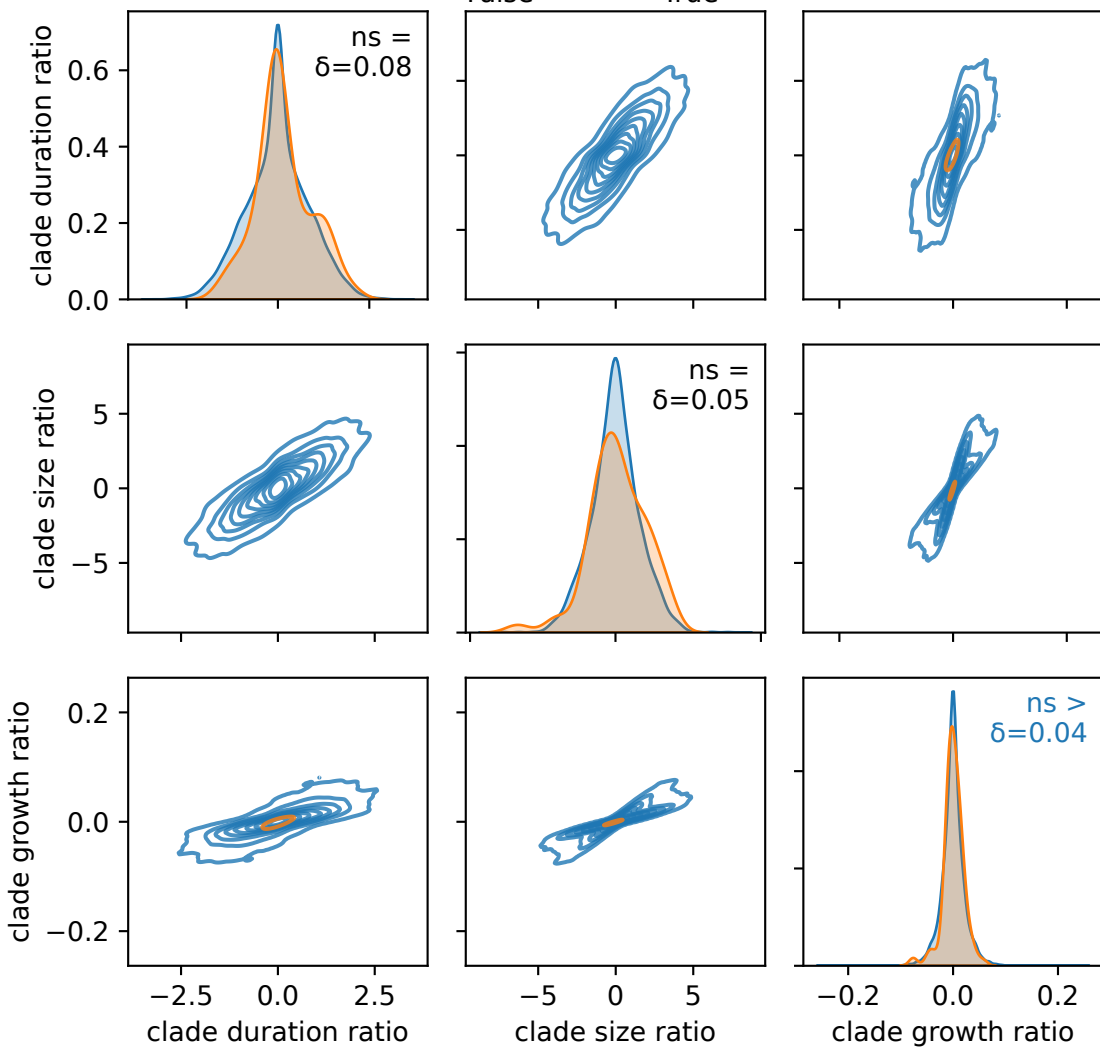 clade duration ratio
0.6
0.4
0.2
0.0
ns =
δ=0.08
clade size ratio
5
0
−5
ns =
δ=0.05
clade growth ratio
0.2
0.0
−0.2
ns >
δ=0.04
−2.5 0.0 2.5
−5 0 5
−0.2 0.0 0.2
clade duration ratio
clade size ratio
clade growth ratio